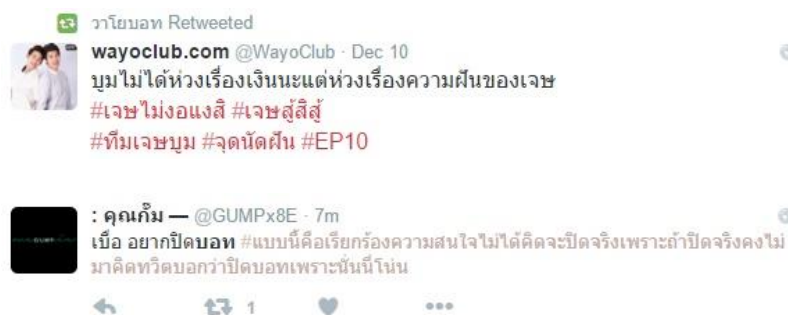 วาโยบอท Retweeted
wayoclub.com @WayoClub · Dec 10
บูมไม่ได้ห่วงเรื่องเงินนะแต่ห่วงเรื่องความฝันของเจษ
#เจษไม่งอแงสิ #เจษสู้สิสู้
#ทีมเจษบูม #จุดนัดฝัน #EP10
: คุณกั๊ม — @GUMPx8E · 7m
เบื่อ อยากปิดบอท #แบบนี้คือเรียกร้องความสนใจไม่ได้คิดจะปิดจริงเพราะถ้าปิดจริงคงไม่
มาคิดทวิตบอกว่าปิดบอทเพราะนั่นนี่โน่น
1